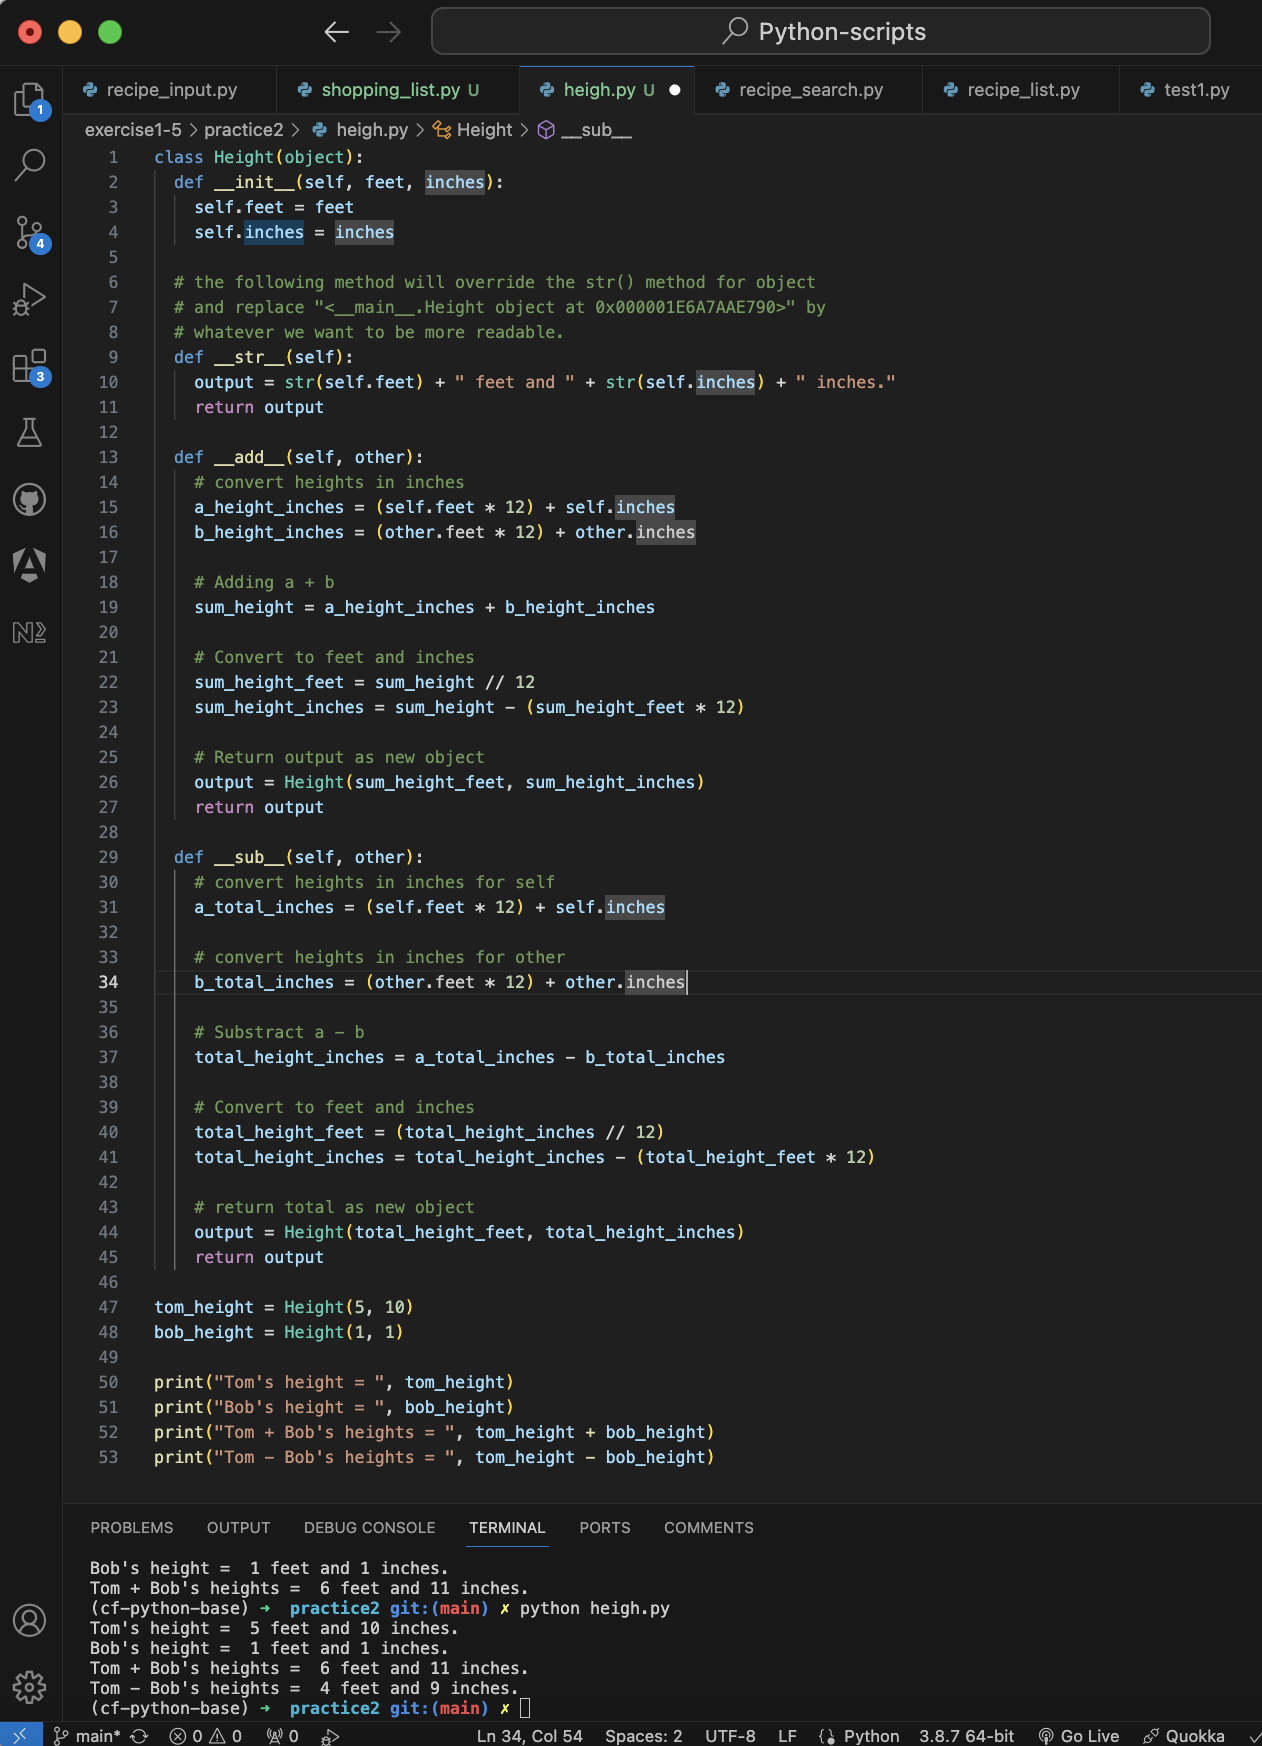 Python-scripts
recipe_input.py shopping_list.py U heigh.py U recipe_search.py recipe_list.py test1.py
exercise1-5 > practice2 > heigh.py > Height > __sub__
1 class Height(object):
2 def __init__(self, feet, inches):
3 self.feet = feet
4 self.inches = inches
5
6 # the following method will override the str() method for object
7 # and replace "<__main__.Height object at 0x000001E6A7AAE790>" by
8 # whatever we want to be more readable.
9 def __str__(self):
10 output = str(self.feet) + " feet and " + str(self.inches) + " inches."
11 return output
12
13 def __add__(self, other):
14 # convert heights in inches
15 a_height_inches = (self.feet * 12) + self.inches
16 b_height_inches = (other.feet * 12) + other.inches
17
18 # Adding a + b
19 sum_height = a_height_inches + b_height_inches
20
21 # Convert to feet and inches
22 sum_height_feet = sum_height // 12
23 sum_height_inches = sum_height - (sum_height_feet * 12)
24
25 # Return output as new object
26 output = Height(sum_height_feet, sum_height_inches)
27 return output
28
29 def __sub__(self, other):
30 # convert heights in inches for self
31 a_total_inches = (self.feet * 12) + self.inches
32
33 # convert heights in inches for other
34 b_total_inches = (other.feet * 12) + other.inches
35
36 # Substract a - b
37 total_height_inches = a_total_inches - b_total_inches
38
39 # Convert to feet and inches
40 total_height_feet = (total_height_inches // 12)
41 total_height_inches = total_height_inches - (total_height_feet * 12)
42
43 # return total as new object
44 output = Height(total_height_feet, total_height_inches)
45 return output
46
47 tom_height = Height(5, 10)
48 bob_height = Height(1, 1)
49
50 print("Tom's height = ", tom_height)
51 print("Bob's height = ", bob_height)
52 print("Tom + Bob's heights = ", tom_height + bob_height)
53 print("Tom - Bob's heights = ", tom_height - bob_height)
1
4
3
PROBLEMS OUTPUT DEBUG CONSOLE TERMINAL PORTS COMMENTS
Bob's height =  1 feet and 1 inches.
Tom + Bob's heights =  6 feet and 11 inches.
(cf-python-base) → practice2 git:(main) ✗ python heigh.py
Tom's height =  5 feet and 10 inches.
Bob's height =  1 feet and 1 inches.
Tom + Bob's heights =  6 feet and 11 inches.
Tom - Bob's heights =  4 feet and 9 inches.
(cf-python-base) → practice2 git:(main) ✗
main* 0 0 0 Ln 34, Col 54 Spaces: 2 UTF-8 LF Python 3.8.7 64-bit Go Live Quokka